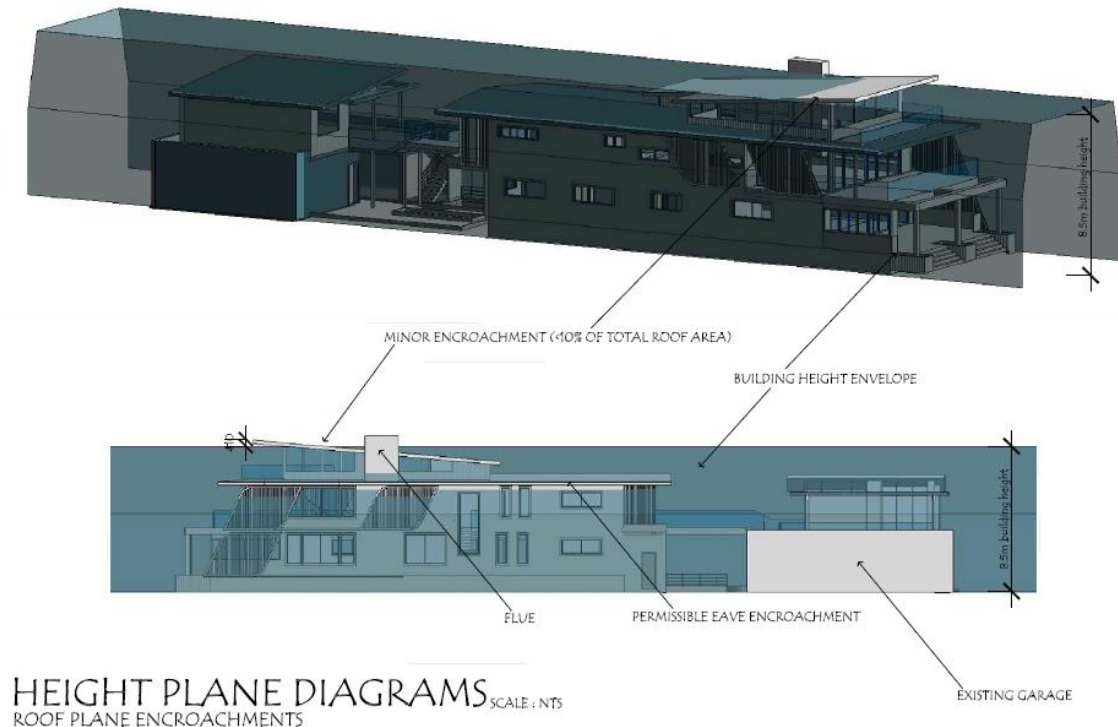 8.5m building height
MINOR ENCROACHMENT (<10% OF TOTAL ROOF AREA)
BUILDING HEIGHT ENVELOPE
8.5m building height
FLUE
PERMISSIBLE EAVE ENCROACHMENT
EXISTING GARAGE
HEIGHT PLANE DIAGRAMS SCALE : NTS
ROOF PLANE ENCROACHMENTS